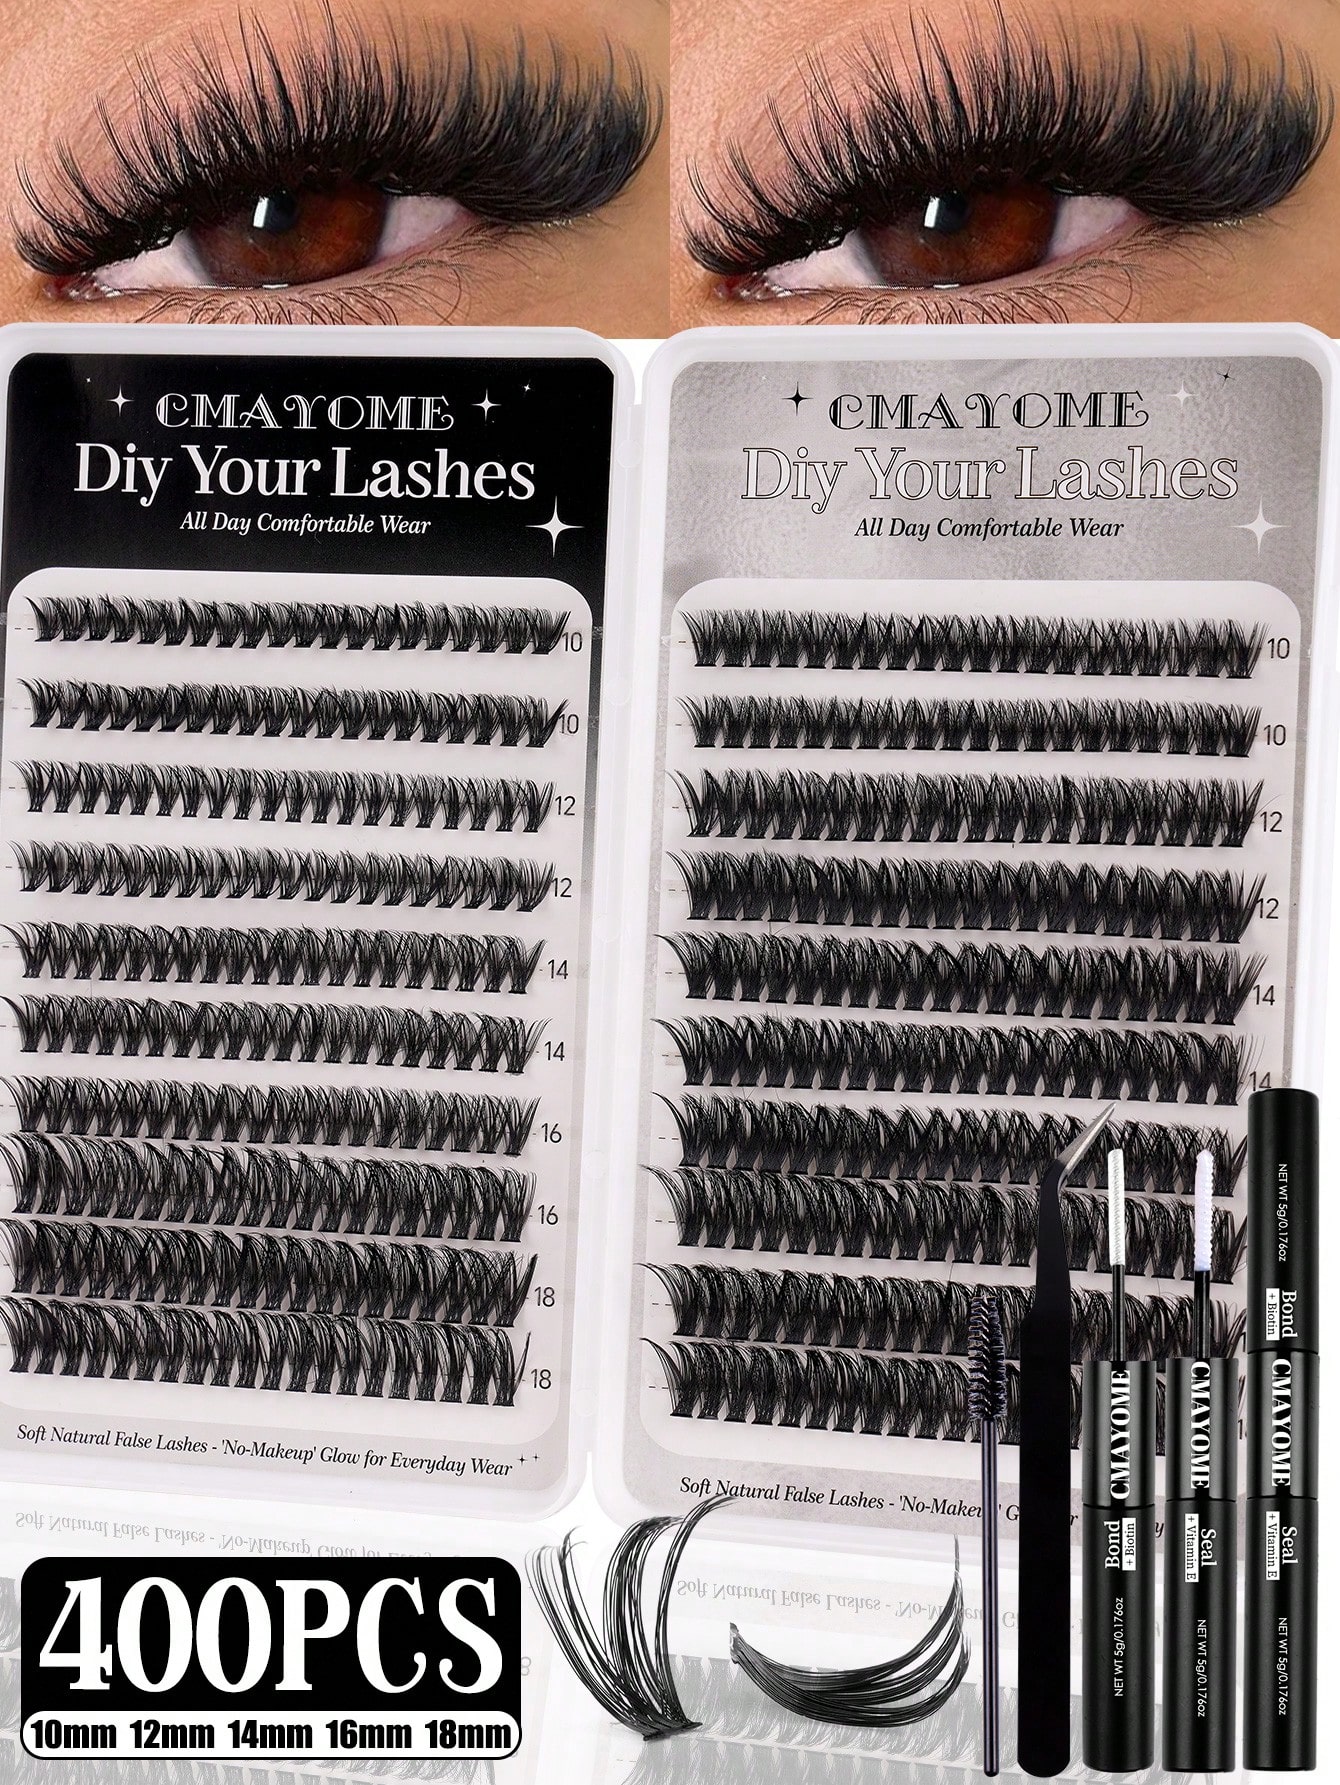 CMAYOME
Diy Your Lashes
All Day Comfortable Wear
10
10
12
12
14
14
16
16
18
18
Soft Natural False Lashes - 'No-Makeup' Glow for Everyday Wear
CMAYOME
Diy Your Lashes
All Day Comfortable Wear
10
10
12
12
14
14
Soft Natural False Lashes -
CMAYOME
Bond
+ Biotin
NET WT 5g/0.176oz
CMAYOME
Seal
+ Vitamin E
NET WT 5g/0.176oz
NET WT 5g/0.176oz
Bond
+ Biotin
CMAYOME
Seal
+ Vitamin E
NET WT 5g/0.176oz
400PCS
10mm 12mm 14mm 16mm 18mm